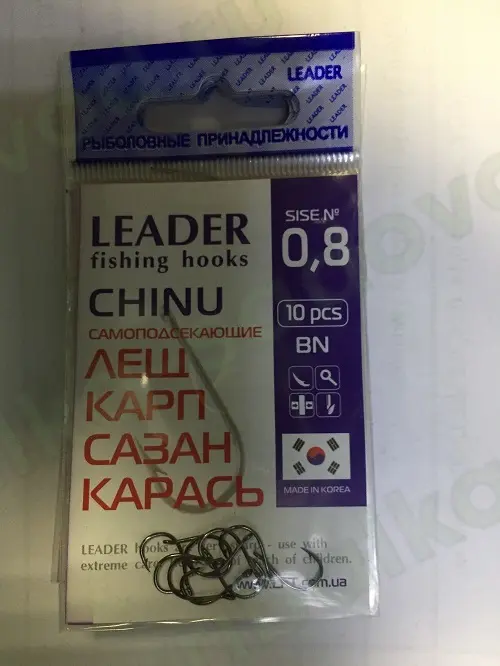 LEADER
РЫБОЛОВНЫЕ ПРИНАДЛЕЖНОСТИ
LEADER
fishing hooks
CHINU
САМОПОДСЕКАЮЩИЕ
ЛЕЩ
КАРП
САЗАН
КАРАСЬ
SISE №
0,8
10 pcs
BN
MADE IN KOREA
LEADER hooks - use with
extreme of children.
.com.ua